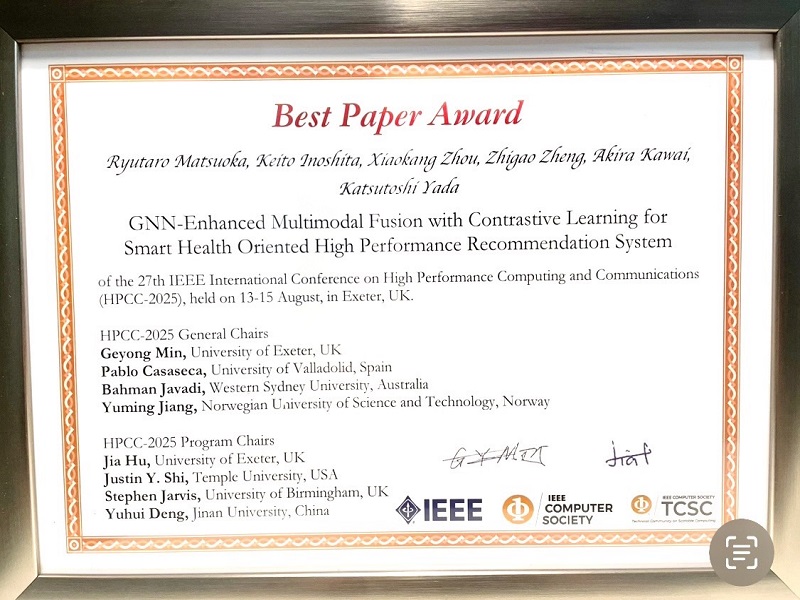 Best Paper Award
Ryutaro Matsuoka, Keito Inoshita, Xiaokang Zhou, Zhigao Zheng, Akira Kawai,
Katsutoshi Yada
GNN-Enhanced Multimodal Fusion with Contrastive Learning for
Smart Health Oriented High Performance Recommendation System
of the 27th IEEE International Conference on High Performance Computing and Communications
(HPCC-2025), held on 13-15 August, in Exeter, UK.
HPCC-2025 General Chairs
Geyong Min, University of Exeter, UK
Pablo Casaseca, University of Valladolid, Spain
Bahman Javadi, Western Sydney University, Australia
Yuming Jiang, Norwegian University of Science and Technology, Norway
HPCC-2025 Program Chairs
Jia Hu, University of Exeter, UK
Justin Y. Shi, Temple University, USA
Stephen Jarvis, University of Birmingham, UK
Yuhui Deng, Jinan University, China
IEEE
IEEE
COMPUTER
SOCIETY
IEEE COMPUTER SOCIETY
TCSC
Technical Community on Scalable Computing